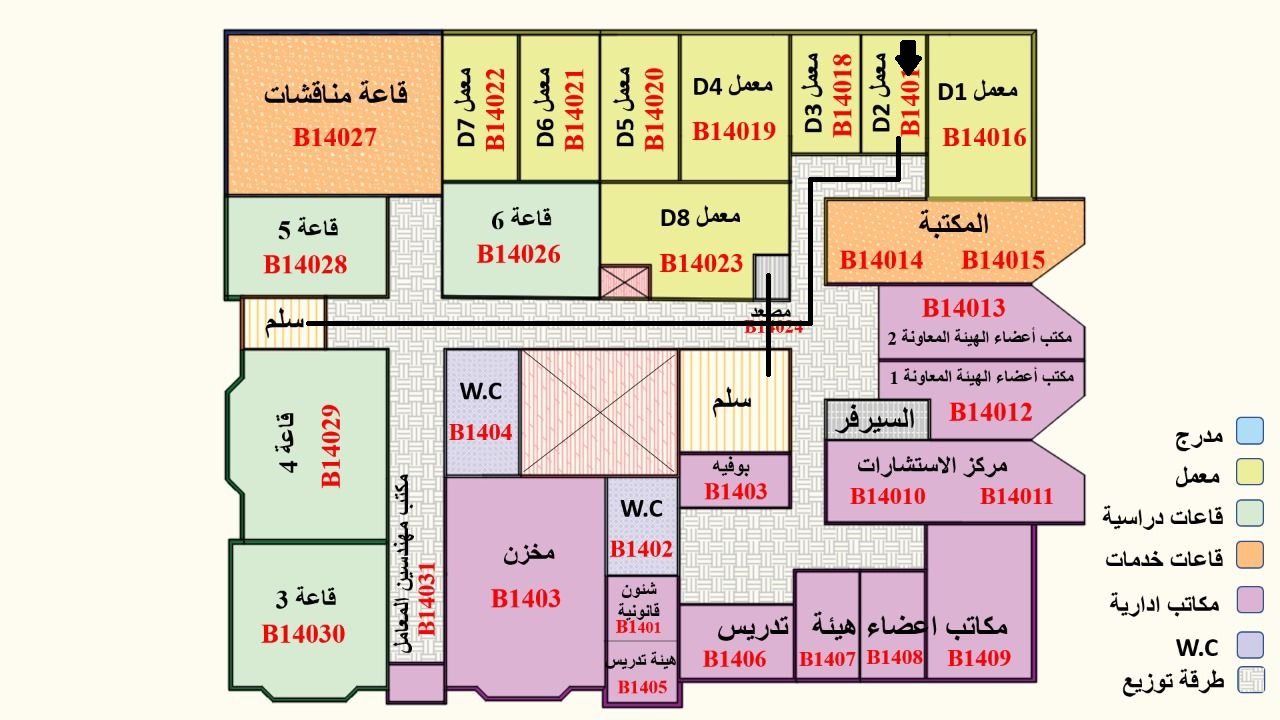 قاعة مناقشات
B14027
معمل D7
B14022
معمل D6
B14021
معمل D5
B14020
معمل D4
B14019
معمل D3
B14018
معمل D2
B1401
معمل D1
B14016
قاعة 5
B14028
قاعة 6
B14026
معمل D8
B14023
المكتبة
B14014 B14015
سلم
مصعد
B14024
B14013
مكتب أعضاء الهيئة المعاونة 2
مكتب أعضاء الهيئة المعاونة 1
B14012
قاعة 4
B14029
W.C
B1404
سلم
السيرفر
بوفيه
B1403
مركز الاستشارات
B14010 B14011
مكتب مهندسين المعامل
B14031
مخزن
B1403
W.C
B1402
قاعة 3
B14030
شئون
قانونية
B1401
هيئة تدريس
B1405
مكاتب اعضاء هيئة تدريس
B1406 B1407 B1408 B1409
مدرج
معمل
قاعات دراسية
قاعات خدمات
مكاتب ادارية
W.C
طرقة توزيع